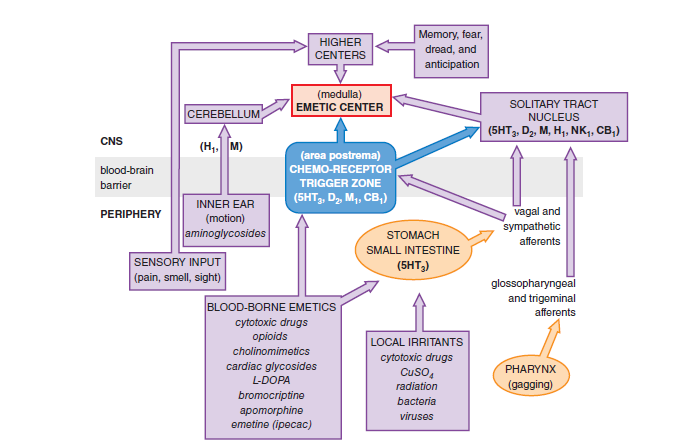 HIGHER
CENTERS
Memory, fear,
dread, and
anticipation
(medulla)
EMETIC CENTER
CEREBELLUM
SOLITARY TRACT
NUCLEUS
(5HT₃, D₂, M, H₁, NK₁, CB₁)
CNS
(H₁, M)
(area postrema)
CHEMO-RECEPTOR
TRIGGER ZONE
(5HT₃, D₂, M₁, CB₁)
blood-brain
barrier
PERIPHERY
INNER EAR
(motion)
aminoglycosides
vagal and
sympathetic
afferents
STOMACH
SMALL INTESTINE
(5HT₃)
SENSORY INPUT
(pain, smell, sight)
glossopharyngeal
and trigeminal
afferents
BLOOD-BORNE EMETICS
cytotoxic drugs
opioids
cholinomimetics
cardiac glycosides
L-DOPA
bromocriptine
apomorphine
emetine (ipecac)
LOCAL IRRITANTS
cytotoxic drugs
CuSO₄
radiation
bacteria
viruses
PHARYNX
(gagging)